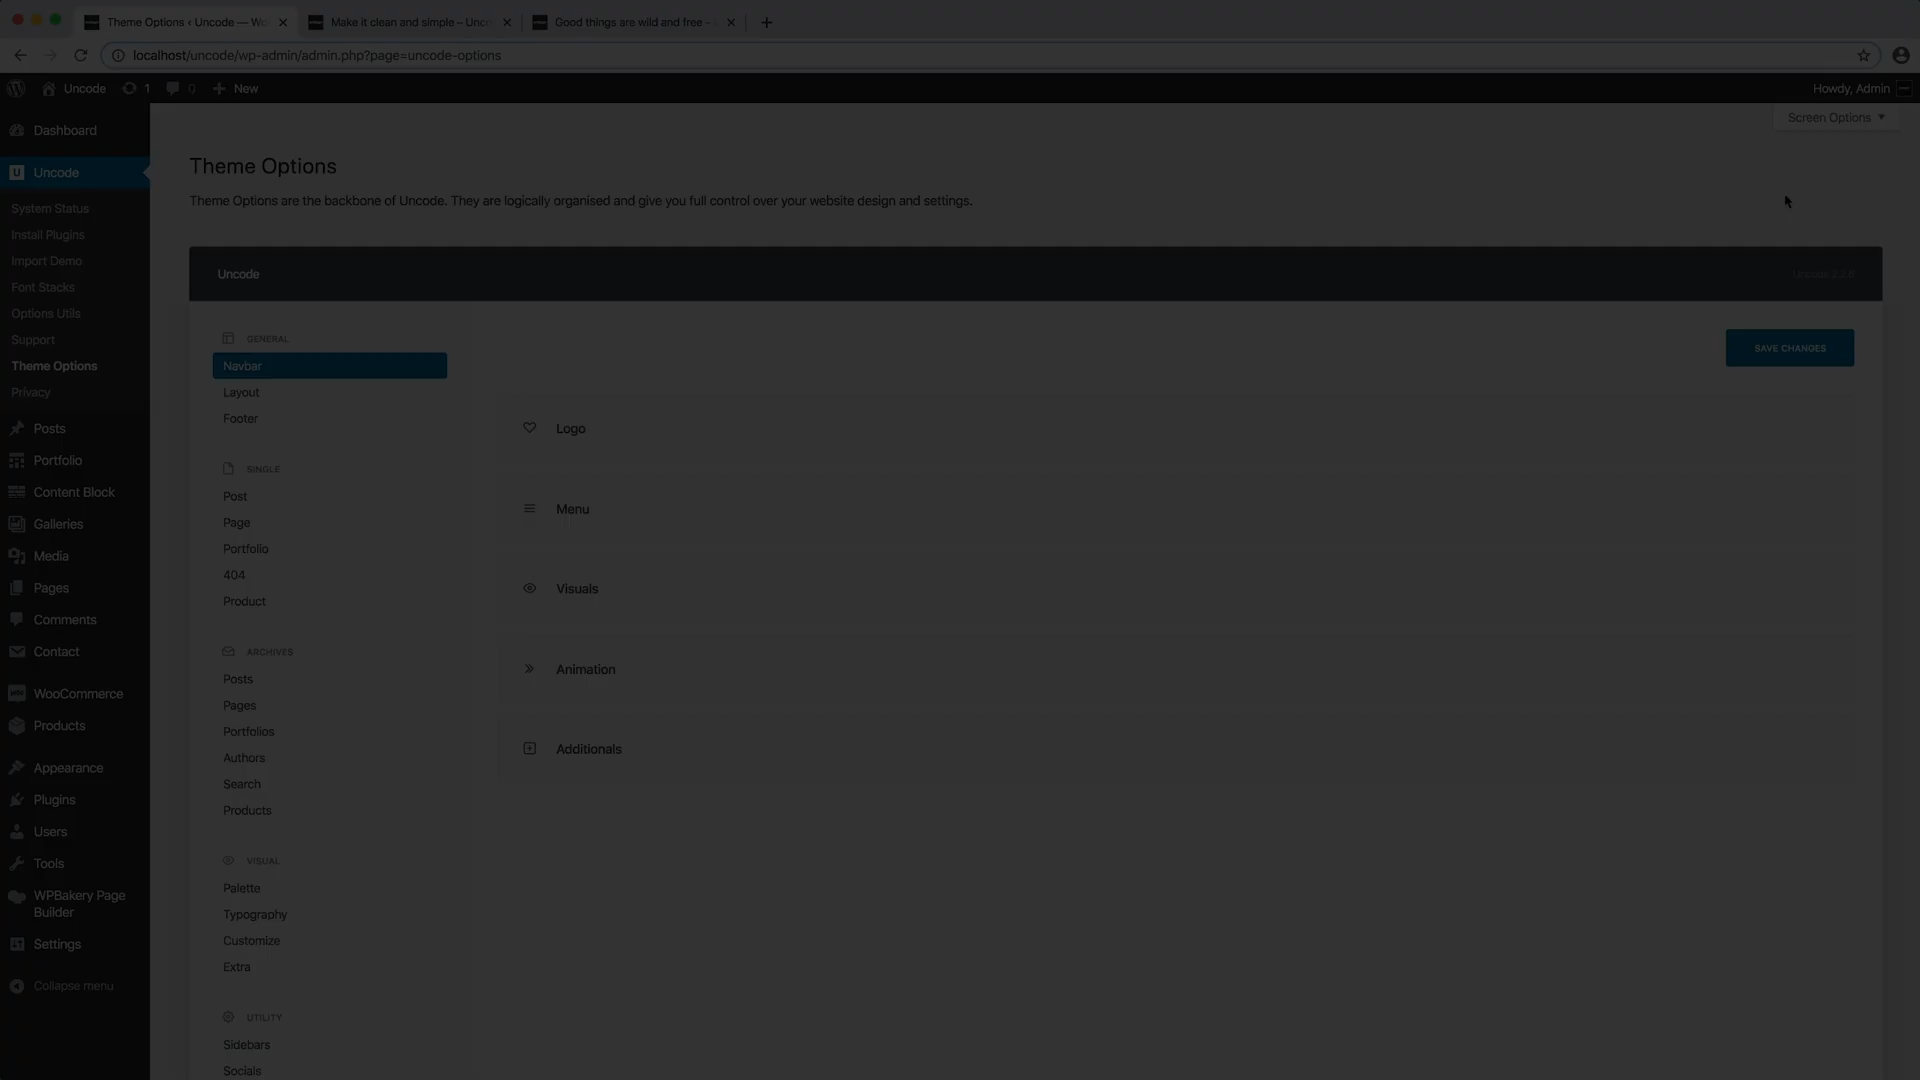 Theme Options ‹ Uncode — Wo
Make it clean and simple – Unco
Good things are wild and free –
localhost/uncode/wp-admin/admin.php?page=uncode-options
Uncode
1
0
New
Howdy, Admin
Screen Options
Dashboard
Uncode
System Status
Install Plugins
Import Demo
Font Stacks
Options Utils
Support
Theme Options
Privacy
Posts
Portfolio
Content Block
Galleries
Media
Pages
Comments
Contact
WooCommerce
Products
Appearance
Plugins
Users
Tools
WPBakery Page
Builder
Settings
Collapse menu
Theme Options
Theme Options are the backbone of Uncode. They are logically organised and give you full control over your website design and settings.
Uncode
Uncode 2.2.6
GENERAL
Navbar
Layout
Footer
SINGLE
Post
Page
Portfolio
404
Product
ARCHIVES
Posts
Pages
Portfolios
Authors
Search
Products
VISUAL
Palette
Typography
Customize
Extra
UTILITY
Sidebars
Socials
SAVE CHANGES
Logo
Menu
Visuals
Animation
Additionals